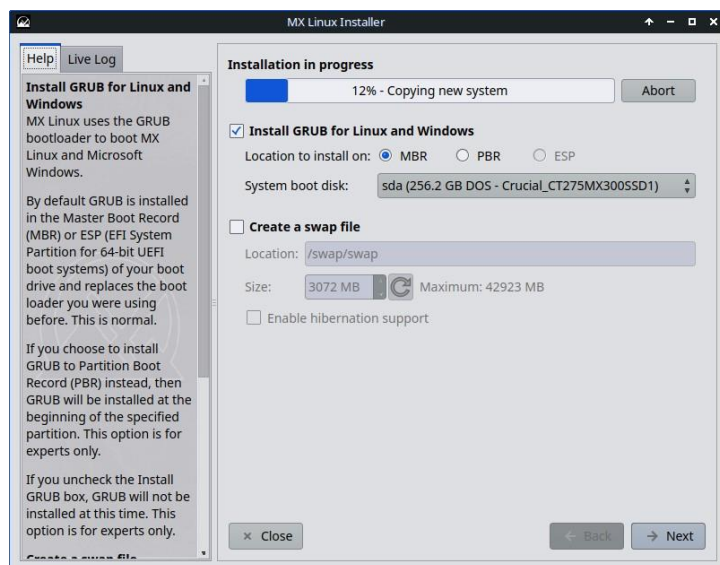 MX Linux Installer
Help
Live Log
Install GRUB for Linux and
Windows
MX Linux uses the GRUB
bootloader to boot MX
Linux and Microsoft
Windows.
By default GRUB is installed
in the Master Boot Record
(MBR) or ESP (EFI System
Partition for 64-bit UEFI
boot systems) of your boot
drive and replaces the boot
loader you were using
before. This is normal.
If you choose to install
GRUB to Partition Boot
Record (PBR) instead, then
GRUB will be installed at the
beginning of the specified
partition. This option is for
experts only.
If you uncheck the Install
GRUB box, GRUB will not be
installed at this time. This
option is for experts only.
Create a swap file
Installation in progress
12% - Copying new system
Abort
Install GRUB for Linux and Windows
Location to install on: MBR PBR ESP
System boot disk: sda (256.2 GB DOS - Crucial_CT275MX300SSD1)
Create a swap file
Location: /swap/swap
Size: 3072 MB Maximum: 42923 MB
Enable hibernation support
Close
Back
Next